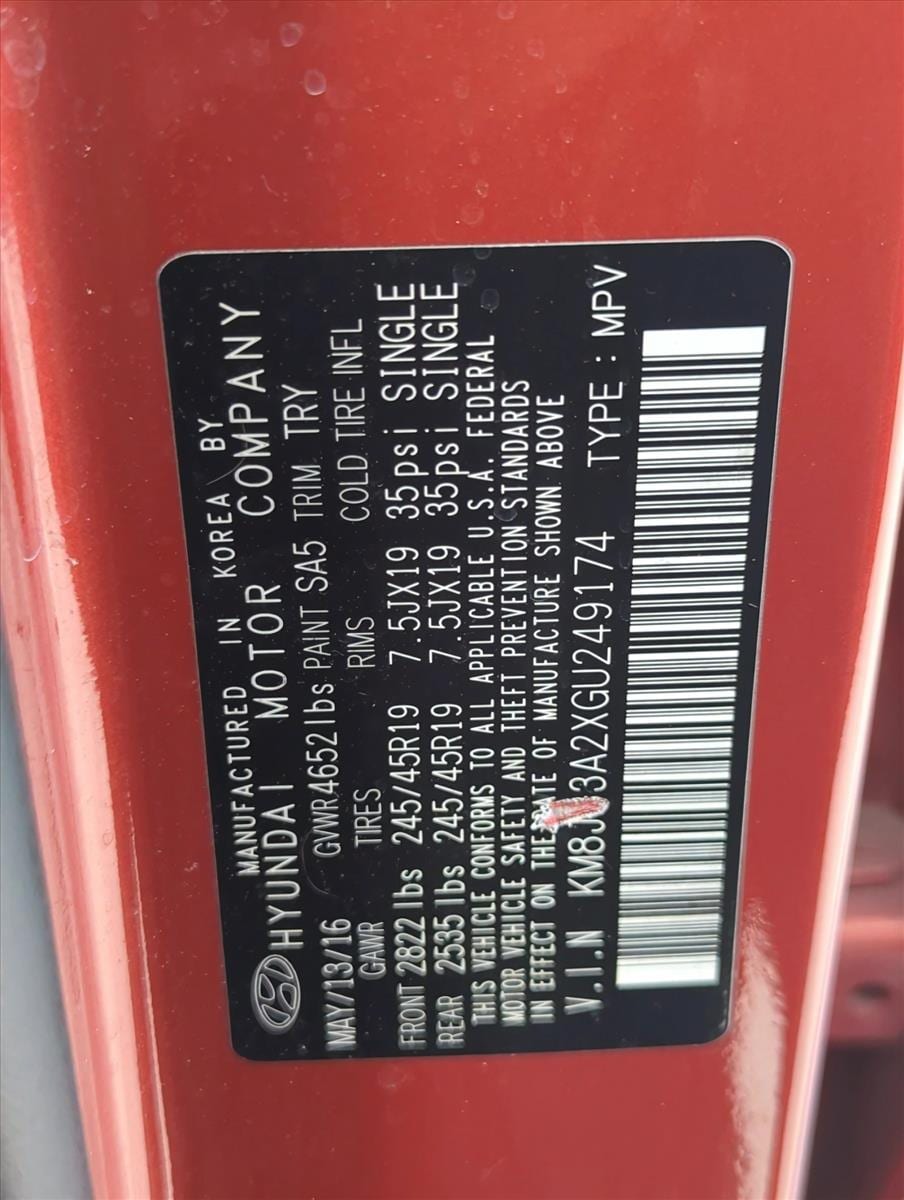 MANUFACTURED IN KOREA BY
HYUNDAI MOTOR COMPANY
MAY/13/16 GVWR4652 lbs PAINT SA5 TRIM TRY
GAWR TIRES RIMS COLD TIRE INFL
FRONT 2822 lbs 245/45R19 7.5JX19 35psi SINGLE
REAR 2535 lbs 245/45R19 7.5JX19 35psi SINGLE
THIS VEHICLE CONFORMS TO ALL APPLICABLE U.S.A. FEDERAL
MOTOR VEHICLE SAFETY AND THEFT PREVENTION STANDARDS
IN EFFECT ON THE OF MANUFACTURE SHOWN ABOVE
V.I.N TYPE : MPV